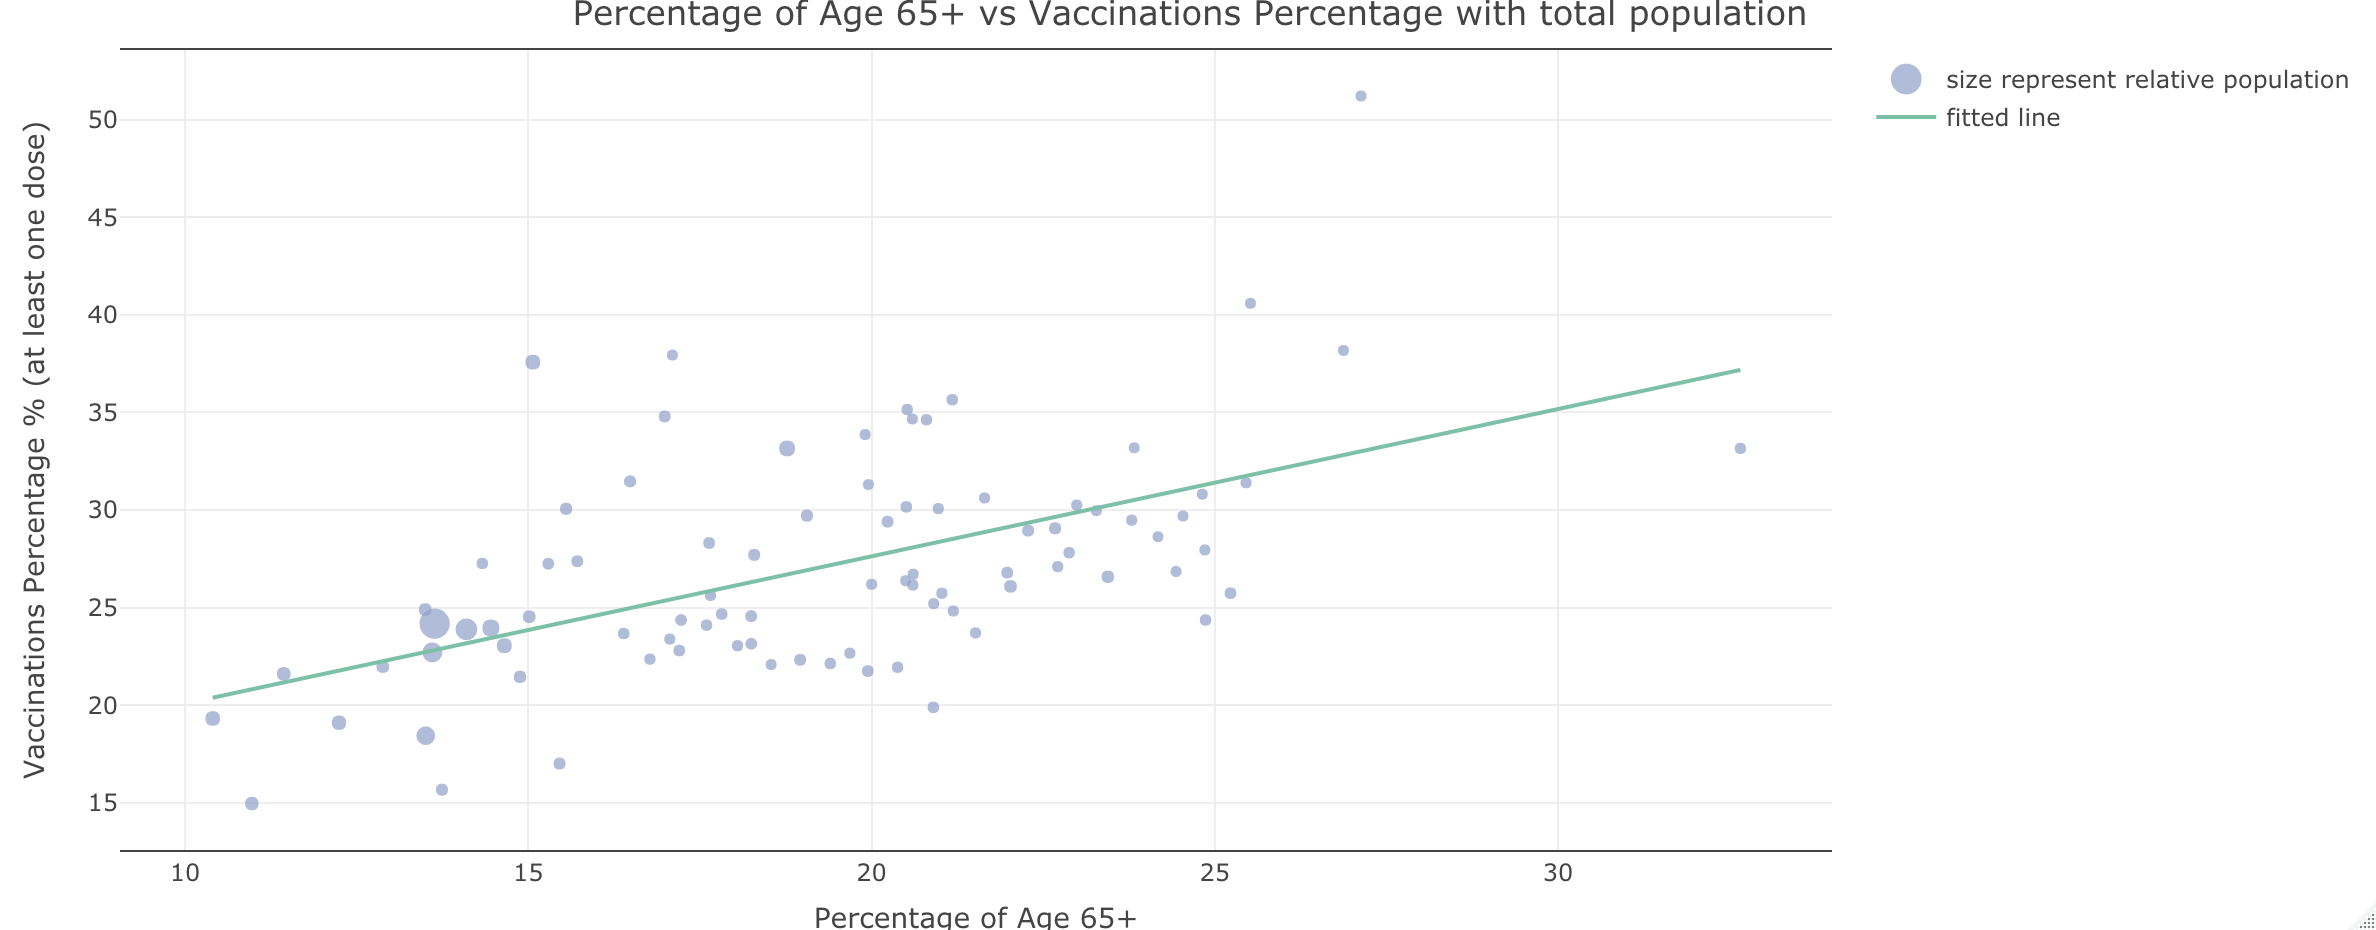 Percentage of Age 65+ vs Vaccinations Percentage with total population
size represent relative population
fitted line
Vaccinations Percentage % (at least one dose)
50
45
40
35
30
25
20
15
10 15 20 25 30
Percentage of Age 65+